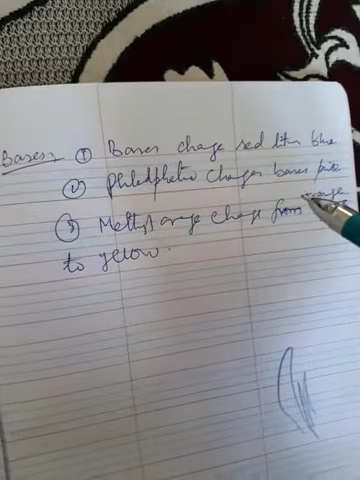 Bases:- ① Bases change red litm blue
② Phlelphelio changes bases pink
orange
③ Methyl orange change from
to yellow.